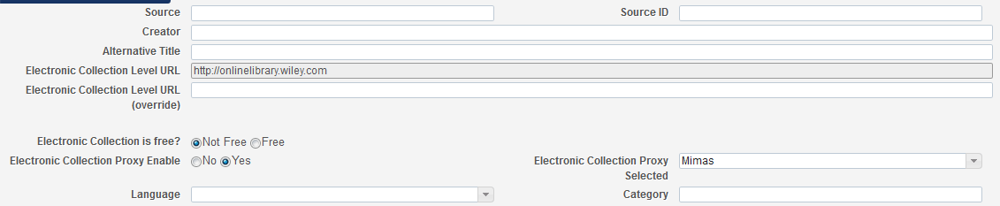 Source Source ID
Creator
Alternative Title
Electronic Collection Level URL http://onlinelibrary.wiley.com
Electronic Collection Level URL
(override)
Electronic Collection is free? Not Free Free
Electronic Collection Proxy Enable No Yes Electronic Collection Proxy Mimas
Selected
Language Category